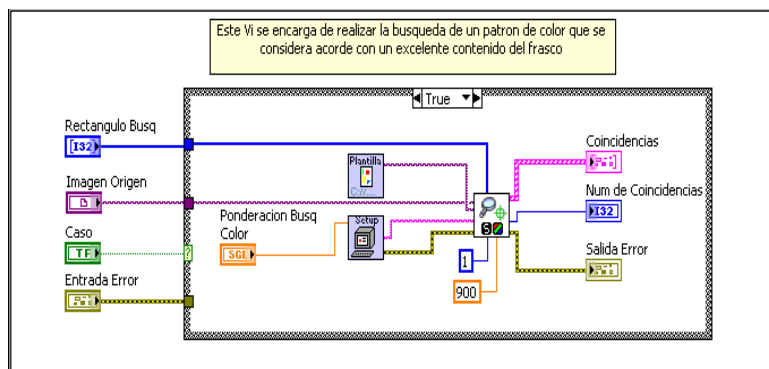 Este Vi se encarga de realizar la busqueda de un patron de color que se
considera acorde con un excelente contenido del frasco
True
Rectangulo Busq
[I32]
Imagen Origen
Caso
TF
?
Entrada Error
Plantilla
C://....
Ponderacion Busq
Color
SGL
Setup
S
1
900
Coincidencias
Num de Coincidencias
I32
Salida Error